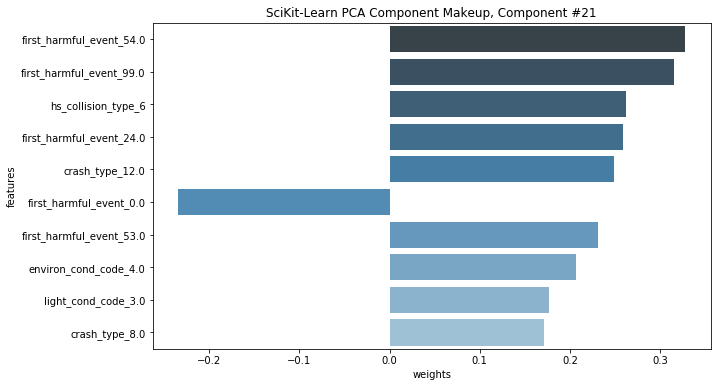 SciKit-Learn PCA Component Makeup, Component #21
first_harmful_event_54.0
first_harmful_event_99.0
hs_collision_type_6
first_harmful_event_24.0
crash_type_12.0
first_harmful_event_0.0
first_harmful_event_53.0
environ_cond_code_4.0
light_cond_code_3.0
crash_type_8.0
features
−0.2 −0.1 0.0 0.1 0.2 0.3
weights